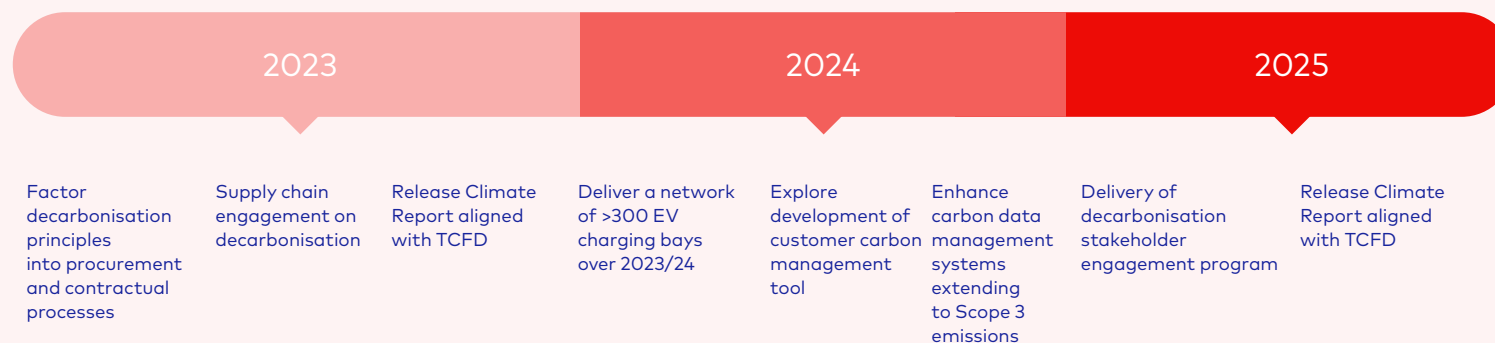 2023
2024
2025
Factor
decarbonisation
principles
into procurement
and contractual
processes
Supply chain
engagement on
decarbonisation
Release Climate
Report aligned
with TCFD
Deliver a network
of >300 EV
charging bays
over 2023/24
Explore
development of
customer carbon
management
tool
Enhance
carbon data
management
systems
extending
to Scope 3
emissions
Delivery of
decarbonisation
stakeholder
engagement program
Release Climate
Report aligned
with TCFD